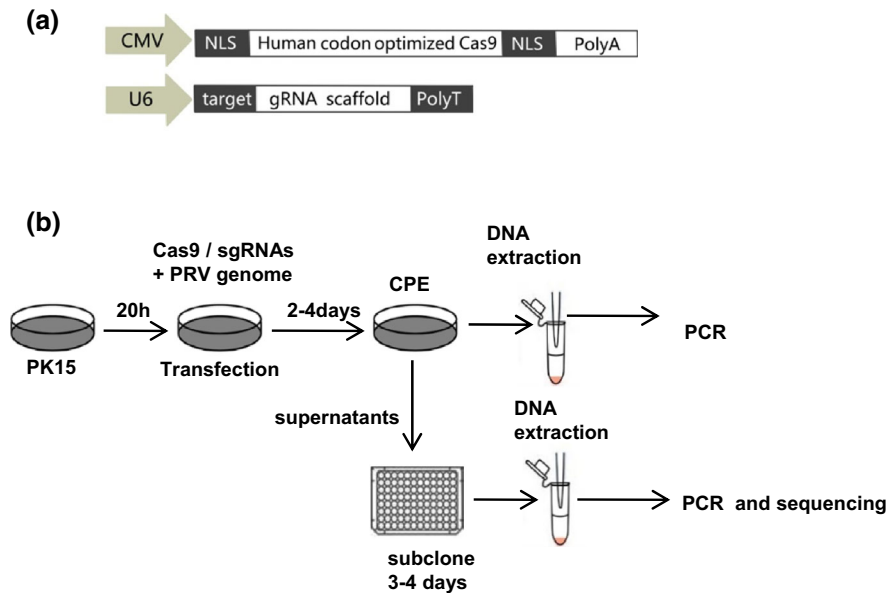 (a)
CMV NLS Human codon optimized Cas9 NLS PolyA
U6 target gRNA scaffold PolyT
(b)
Cas9 / sgRNAs
+ PRV genome
DNA
extraction
CPE
20h
2-4days
PCR
PK15
Transfection
supernatants
DNA
extraction
PCR and sequencing
subclone
3-4 days